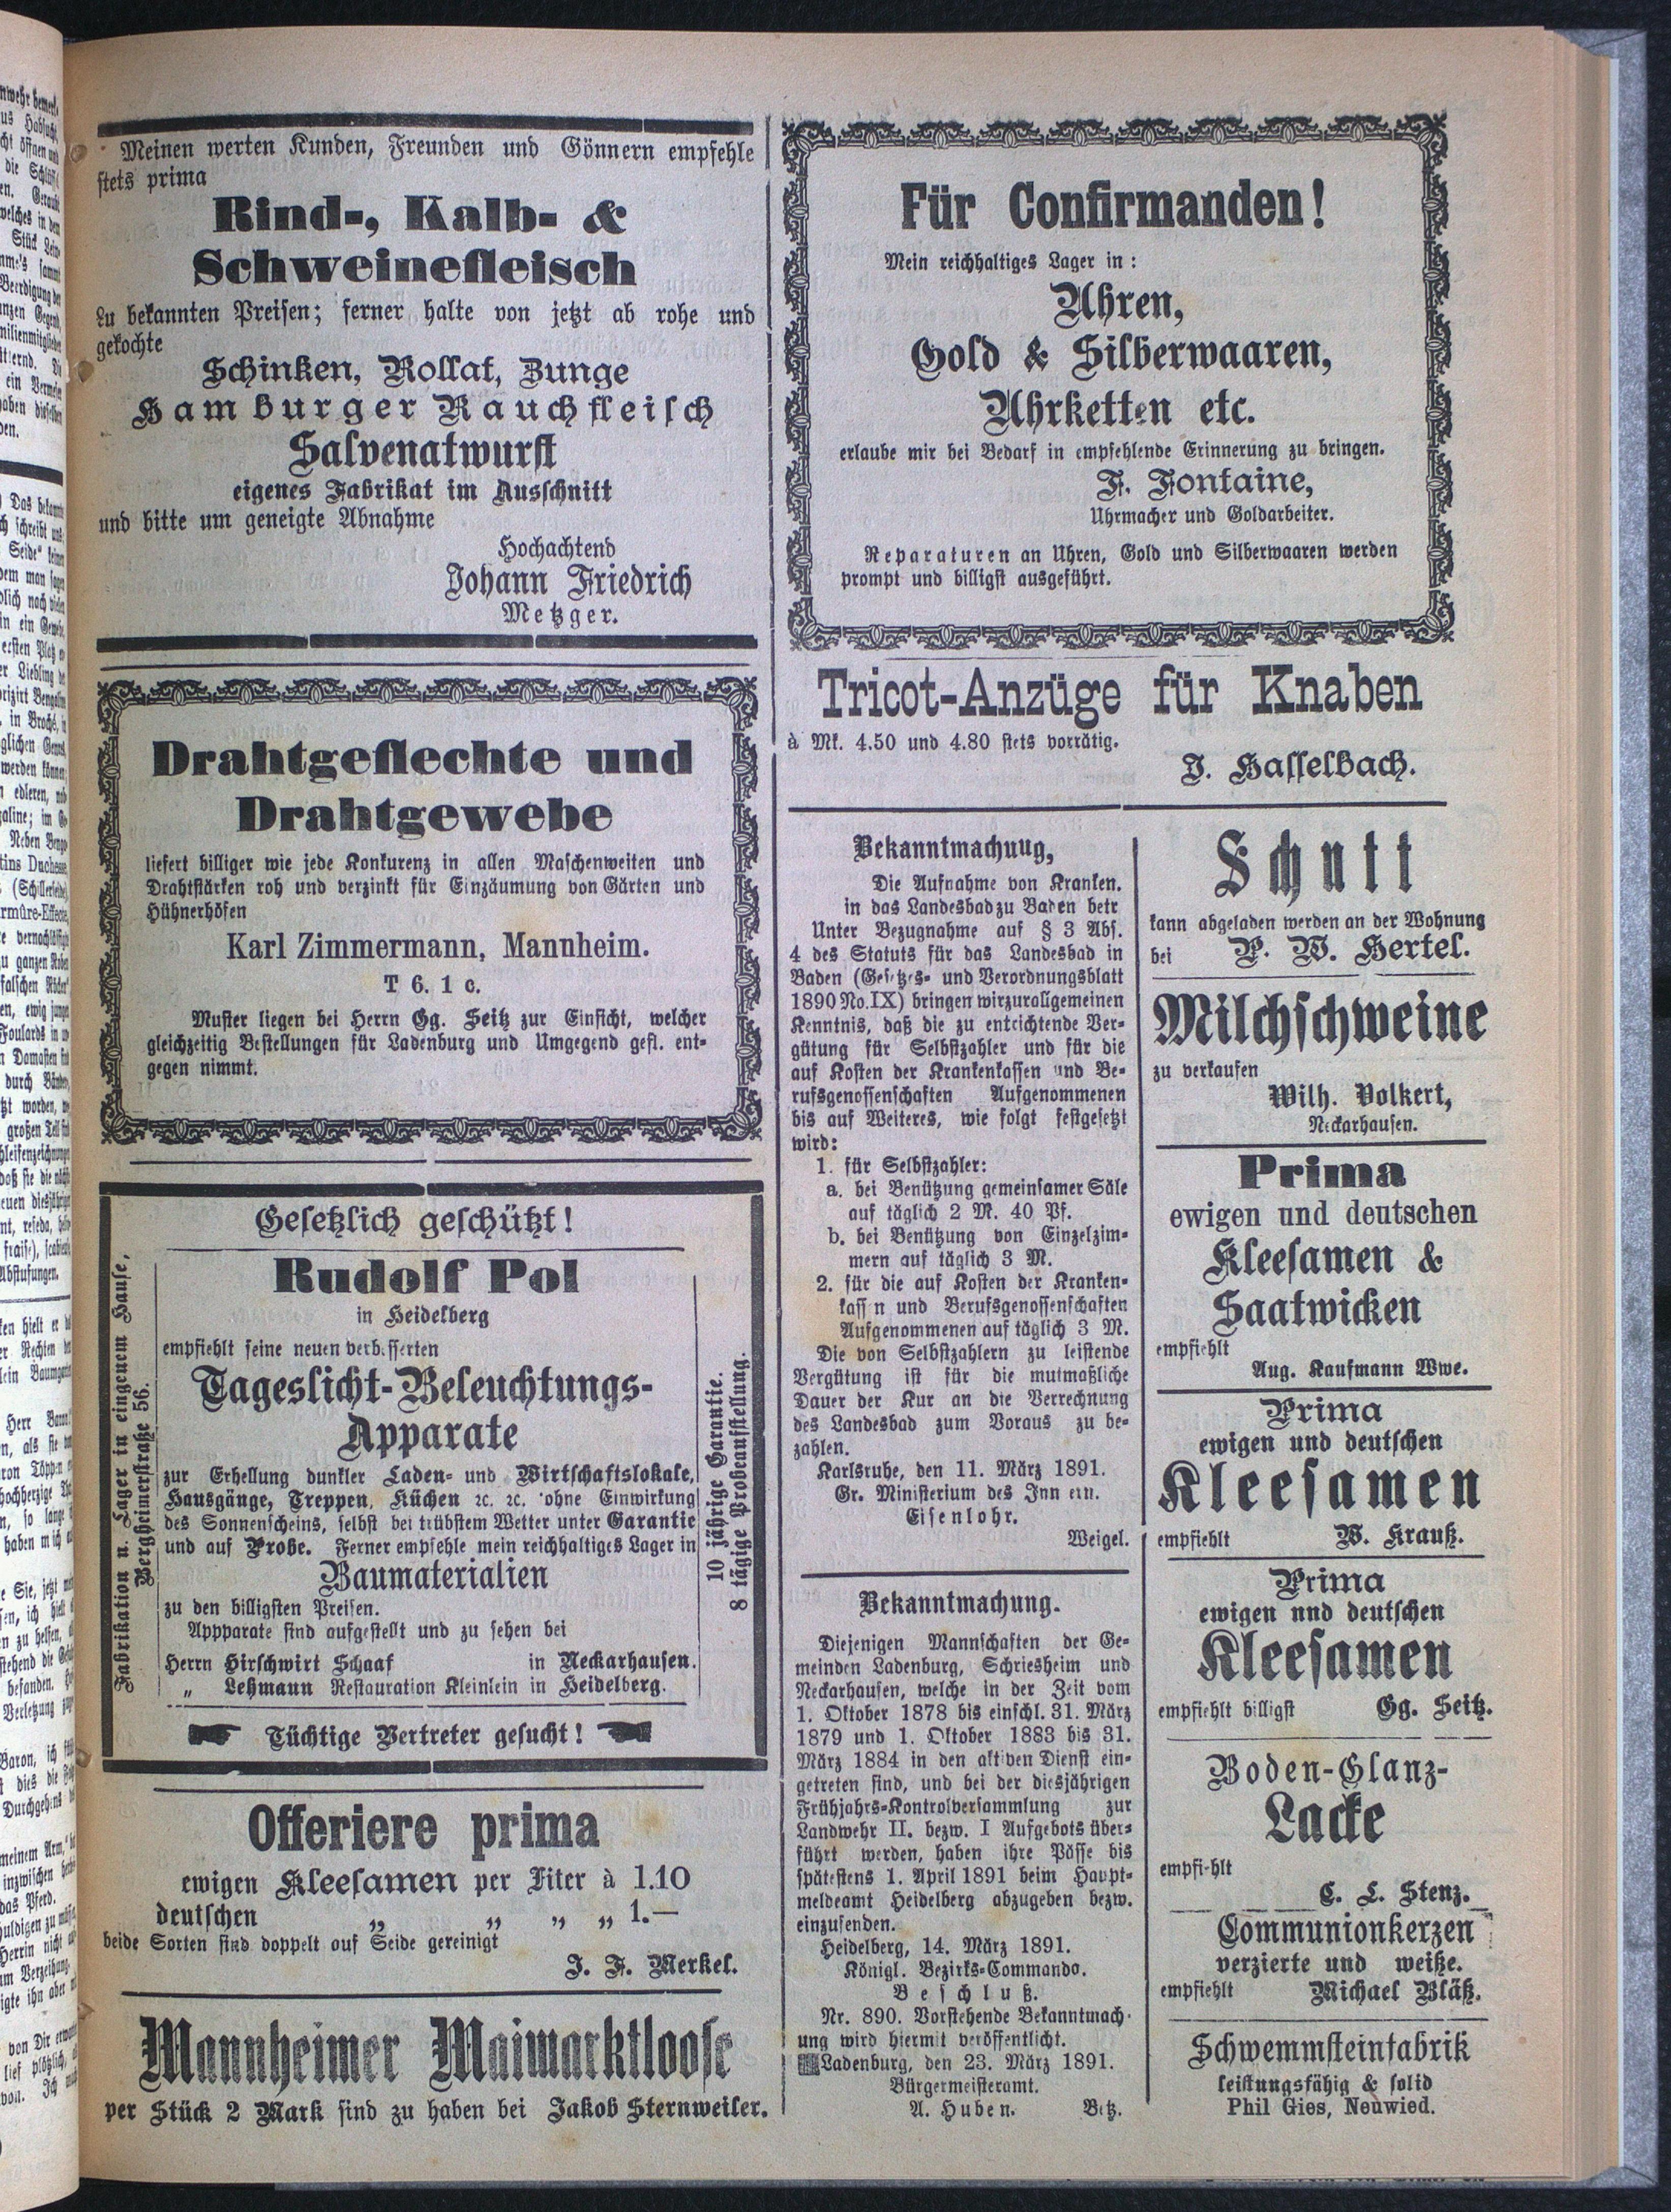 Meinen werten Kunden, Freunden und Gönnern empfehle
stets prima
Rind-, Kalb- &
Schweinefleisch
zu bekannten Preisen; ferner halte von jetzt ab rohe und
gekochte
Schinken, Rollat, Zunge
Hamburger Rauchfleisch
Salvenatwurst
eigenes Fabrikat im Ausschnitt
und bitte um geneigte Abnahme
Hochachtend
Johann Friedrich
Metzger.
Drahtgeflechte und
Drahtgewebe
liefert billiger wie jede Konkurenz in allen Maschenweiten und
Drahtstärken roh und verzinkt für Einzäumung von Gärten und
Hühnerhöfen
Karl Zimmermann, Mannheim.
T 6. 1 c.
Muster liegen bei Herrn Gg. Seitz zur Einsicht, welcher
gleichzeitig Bestellungen für Ladenburg und Umgegend gefl. ent-
gegen nimmt.
Gesetzlich geschützt!
Fabrikation u. Lager in eigenem Hause,
Bergheimerstraße 56.
Rudolf Pol
in Heidelberg
empfiehlt seine neuen verbesserten
Tageslicht-Beleuchtungs-
Apparate
zur Erhellung dunkler Laden- und Wirtschaftslokale,
Hausgänge, Treppen, Küchen ꝛc. ꝛc. ohne Einwirkung
des Sonnenscheins, selbst bei trübstem Wetter unter Garantie
und auf Probe. Ferner empfehle mein reichhaltiges Lager in
Baumaterialien
zu den billigsten Preisen.
Appparate sind aufgestellt und zu sehen bei
Herrn Hirschwirt Schaaf in Neckarhausen.
„ Lehmann Restauration Kleinlein in Heidelberg.
10 jährige Garantie.
8 tägige Probeaufstellung.
Tüchtige Vertreter gesucht!
Offeriere prima
ewigen Kleesamen per Liter à 1.10
deutschen „ „ „ „ 1.—
beide Sorten sind doppelt auf Seide gereinigt
J. F. Merkel.
Mannheimer Maimarktloose
per Stück 2 Mark sind zu haben bei Jakob Sternweiler.
Für Confirmanden!
Mein reichhaltiges Lager in:
Uhren,
Gold & Silberwaaren,
Uhrketten etc.
erlaube mir bei Bedarf in empfehlende Erinnerung zu bringen.
F. Fontaine,
Uhrmacher und Goldarbeiter.
Reparaturen an Uhren, Gold und Silberwaaren werden
prompt und billigst ausgeführt.
Tricot-Anzüge für Knaben
à Mk. 4.50 und 4.80 stets vorrätig.
J. Hasselbach.
Bekanntmachuug,
Die Aufnahme von Kranken.
in das Landesbad zu Baden betr
Unter Bezugnahme auf § 3 Abs.
4 des Statuts für das Landesbad in
Baden (Gesetzes- und Verordnungsblatt
1890 No. IX) bringen wir zur allgemeinen
Kenntnis, daß die zu entrichtende Ver-
gütung für Selbstzahler und für die
auf Kosten der Krankenkassen und Be-
rufsgenossenschaften Aufgenommenen
bis auf Weiteres, wie folgt festgesetzt
wird:
1. für Selbstzahler:
a. bei Benützung gemeinsamer Säle
auf täglich 2 M. 40 Pf.
b. bei Benützung von Einzelzim-
mern auf täglich 3 M.
2. für die auf Kosten der Kranken-
kass n und Berufsgenossenschaften
Aufgenommenen auf täglich 3 M.
Die von Selbstzahlern zu leistende
Vergütung ist für die mutmaßliche
Dauer der Kur an die Verrechnung
des Landesbad zum Voraus zu be-
zahlen.
Karlsruhe, den 11. März 1891.
Gr. Ministerium des Inn ern.
Eisenlohr.
Weigel.
Bekanntmachung.
Diejenigen Mannschaften der Ge-
meinden Ladenburg, Schriesheim und
Neckarhausen, welche in der Zeit vom
1. Oktober 1878 bis einschl. 31. März
1879 und 1. Oktober 1883 bis 31.
März 1884 in den aktiven Dienst ein-
getreten sind, und bei der diesjährigen
Frühjahrs-Kontrolversammlung zur
Landwehr II. bezw. I Aufgebots über-
führt werden, haben ihre Pässe bis
spätestens 1. April 1891 beim Haupt-
meldeamt Heidelberg abzugeben bezw.
einzusenden.
Heidelberg, 14. März 1891.
Königl. Bezirks-Commando.
Beschluß.
Nr. 890. Vorstehende Bekanntmach-
ung wird hiermit veröffentlicht.
Ladenburg, den 23. März 1891.
Bürgermeisteramt.
A. Huben. Betz.
Schutt
kann abgeladen werden an der Wohnung
bei P. W. Hertel.
Milchschweine
zu verkaufen
Wilh. Volkert,
Neckarhausen.
Prima
ewigen und deutschen
Kleesamen &
Saatwicken
empfiehlt
Aug. Kaufmann Wwe.
Prima
ewigen und deutschen
Kleesamen
empfiehlt W. Krauß.
Prima
ewigen nnd deutschen
Kleesamen
empfiehlt billigst Gg. Seitz.
Boden-Glanz-
Lacke
empfiehlt
C. L. Stenz.
Communionkerzen
verzierte und weiße.
empfiehlt Michael Bläß.
Schwemmsteinfabrik
leistungsfähig & solid
Phil Gies, Neuwied.